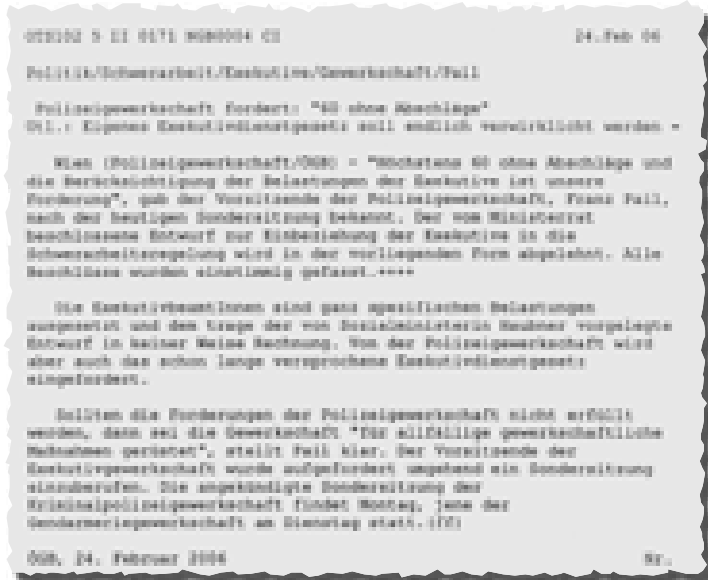 OTS0102 5 II 0171 NGB0004 CI 24.Feb 06
Politik/Schwerarbeit/Exekutive/Gewerkschaft/Pail
Polizeigewerkschaft fordert: "60 ohne Abschläge"
Utl.: Eigenes Exekutivdienstgesetz soll endlich verwirklicht werden =
Wien (Polizeigewerkschaft/ÖGB) - "Höchstens 60 ohne Abschläge und
die Berücksichtigung der Belastungen der Exekutive ist unsere
Forderung", gab der Vorsitzende der Polizeigewerkschaft, Franz Pail,
nach der heutigen Sondersitzung bekannt. Der vom Ministerrat
beschlossene Entwurf zur Einbeziehung der Exekutive in die
Schwerarbeitsregelung wird in der vorliegenden Form abgelehnt. Alle
Beschlüsse wurden einstimmig gefasst.++++
Die ExekutivbeamtInnen sind ganz spezifischen Belastungen
ausgesetzt und dem trage der von Sozialministerin Haubner vorgelegte
Entwurf in keiner Weise Rechnung. Von der Polizeigewerkschaft wird
aber auch das schon lange versprochene Exekutivdienstgesetz
eingefordert.
Sollten die Forderungen der Polizeigewerkschaft nicht erfüllt
werden, dann sei die Gewerkschaft "für allfällige gewerkschaftliche
Maßnahmen gerüstet", stellt Pail klar. Der Vorsitzende der
Exekutivgewerkschaft wurde aufgefordert umgehend ein Sondersitzung
einzuberufen. Die angekündigte Sondersitzung der
Kriminalpolizeigewerkschaft findet Montag, jene der
Gendarmeriegewerkschaft am Dienstag statt.(ff)
ÖGB, 24. Februar 2006 Nr.